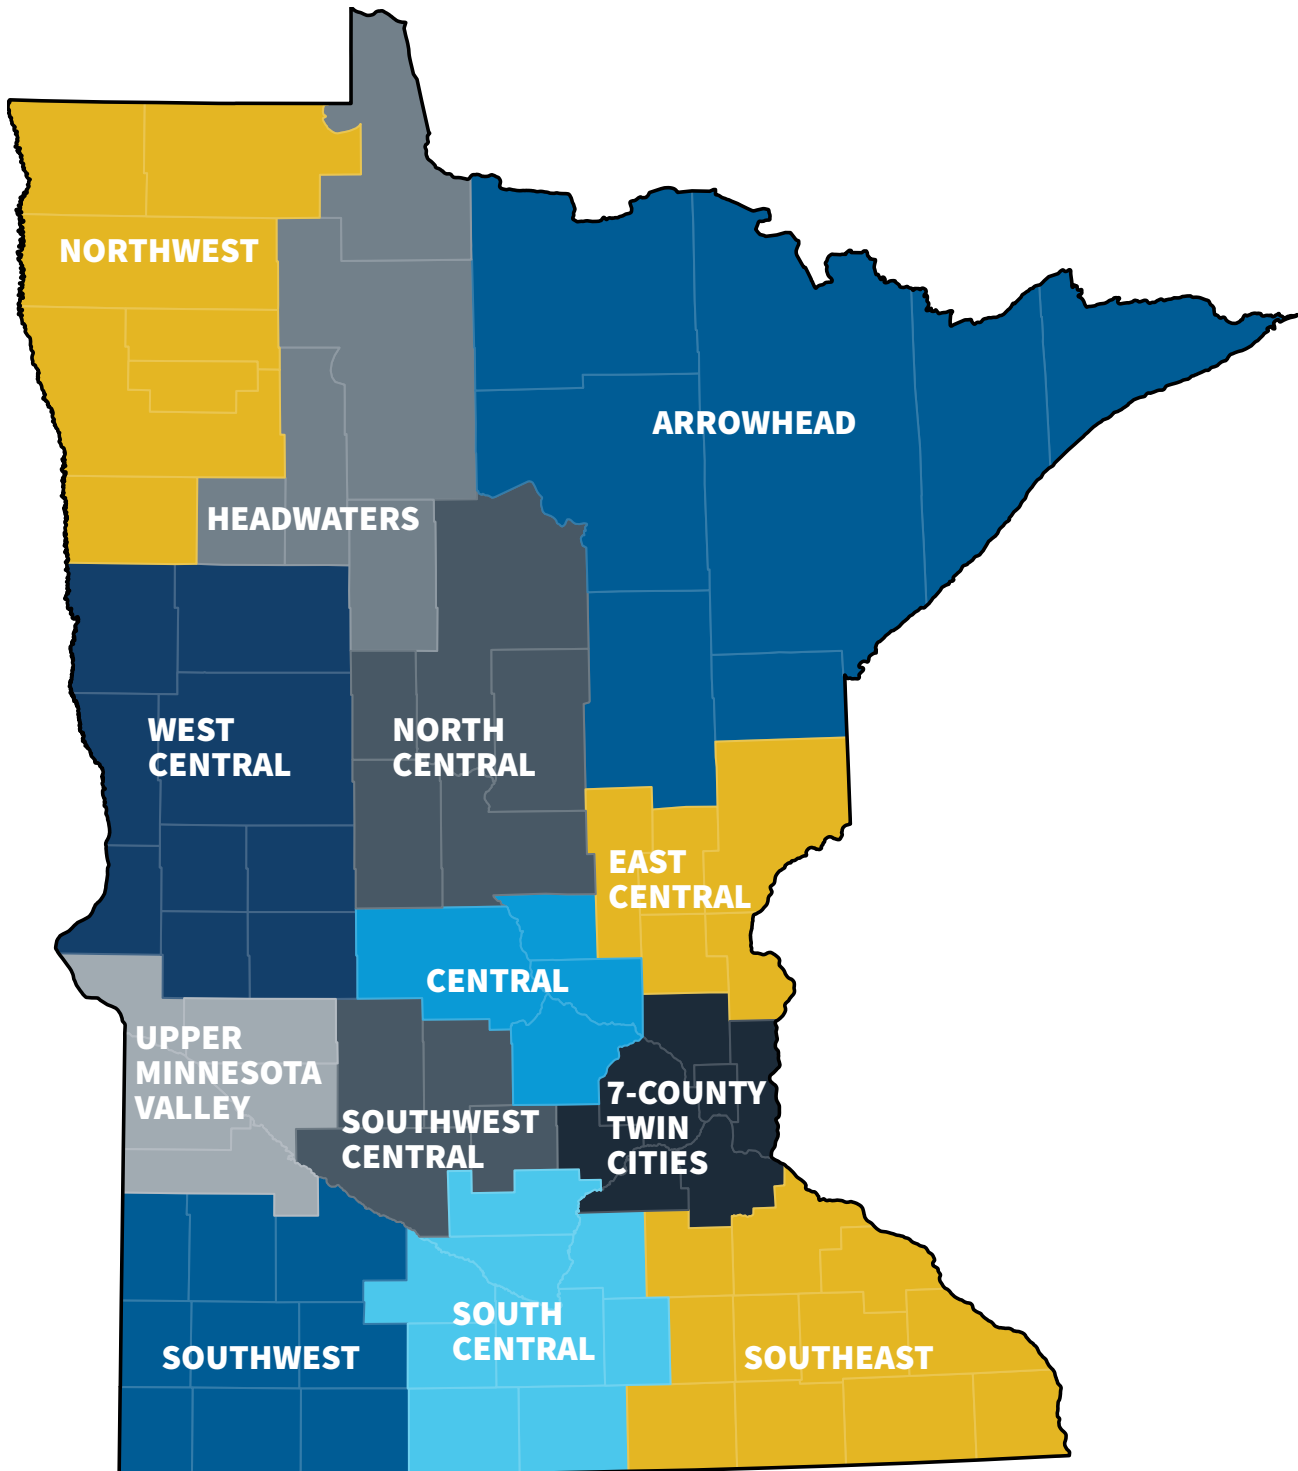 NORTHWEST
ARROWHEAD
HEADWATERS
WEST
CENTRAL
NORTH
CENTRAL
EAST
CENTRAL
CENTRAL
UPPER
MINNESOTA
VALLEY
SOUTHWEST
CENTRAL
7-COUNTY
TWIN
CITIES
SOUTH
CENTRAL
SOUTHWEST
SOUTHEAST